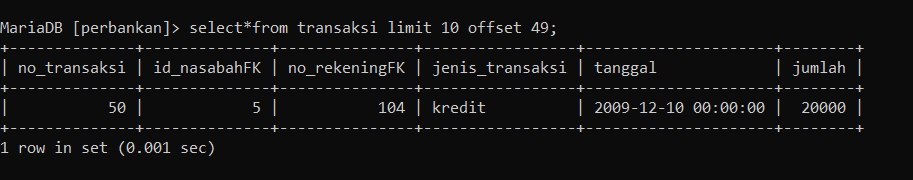 MariaDB [perbankan]> select*from transaksi limit 10 offset 49;
+--------------+--------------+---------------+-----------------+---------------------+--------+
| no_transaksi | id_nasabahFK | no_rekeningFK | jenis_transaksi | tanggal             | jumlah |
+--------------+--------------+---------------+-----------------+---------------------+--------+
|           50 |            5 |           104 | kredit          | 2009-12-10 00:00:00 |  20000 |
+--------------+--------------+---------------+-----------------+---------------------+--------+
1 row in set (0.001 sec)